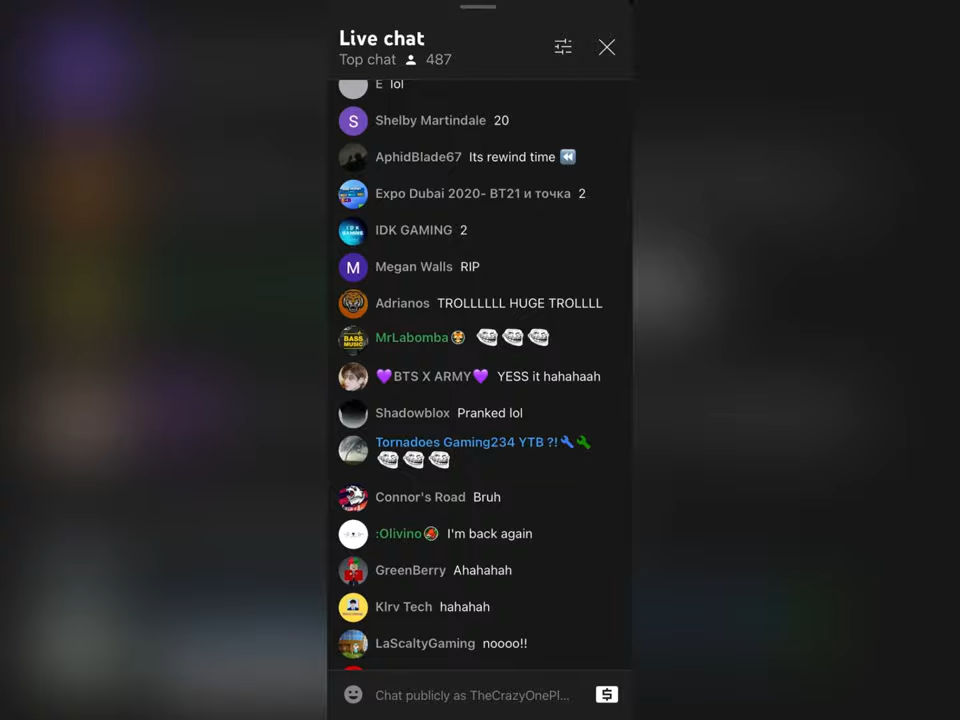 Live chat
Top chat 487
E lol
S Shelby Martindale 20
AphidBlade67 Its rewind time
Expo Dubai 2020- BT21 и точка 2
IDK GAMING 2
M Megan Walls RIP
Adrianos TROLLLLLL HUGE TROLLLL
BASS MUSIC MrLabomba
BTS X ARMY YESS it hahahaah
Shadowblox Pranked lol
Tornadoes Gaming234 YTB ?!
Connor's Road Bruh
:Olivino I'm back again
GreenBerry Ahahahah
Klrv Tech hahahah
LaScaltyGaming noooo!!
Chat publicly as TheCrazyOnePl...